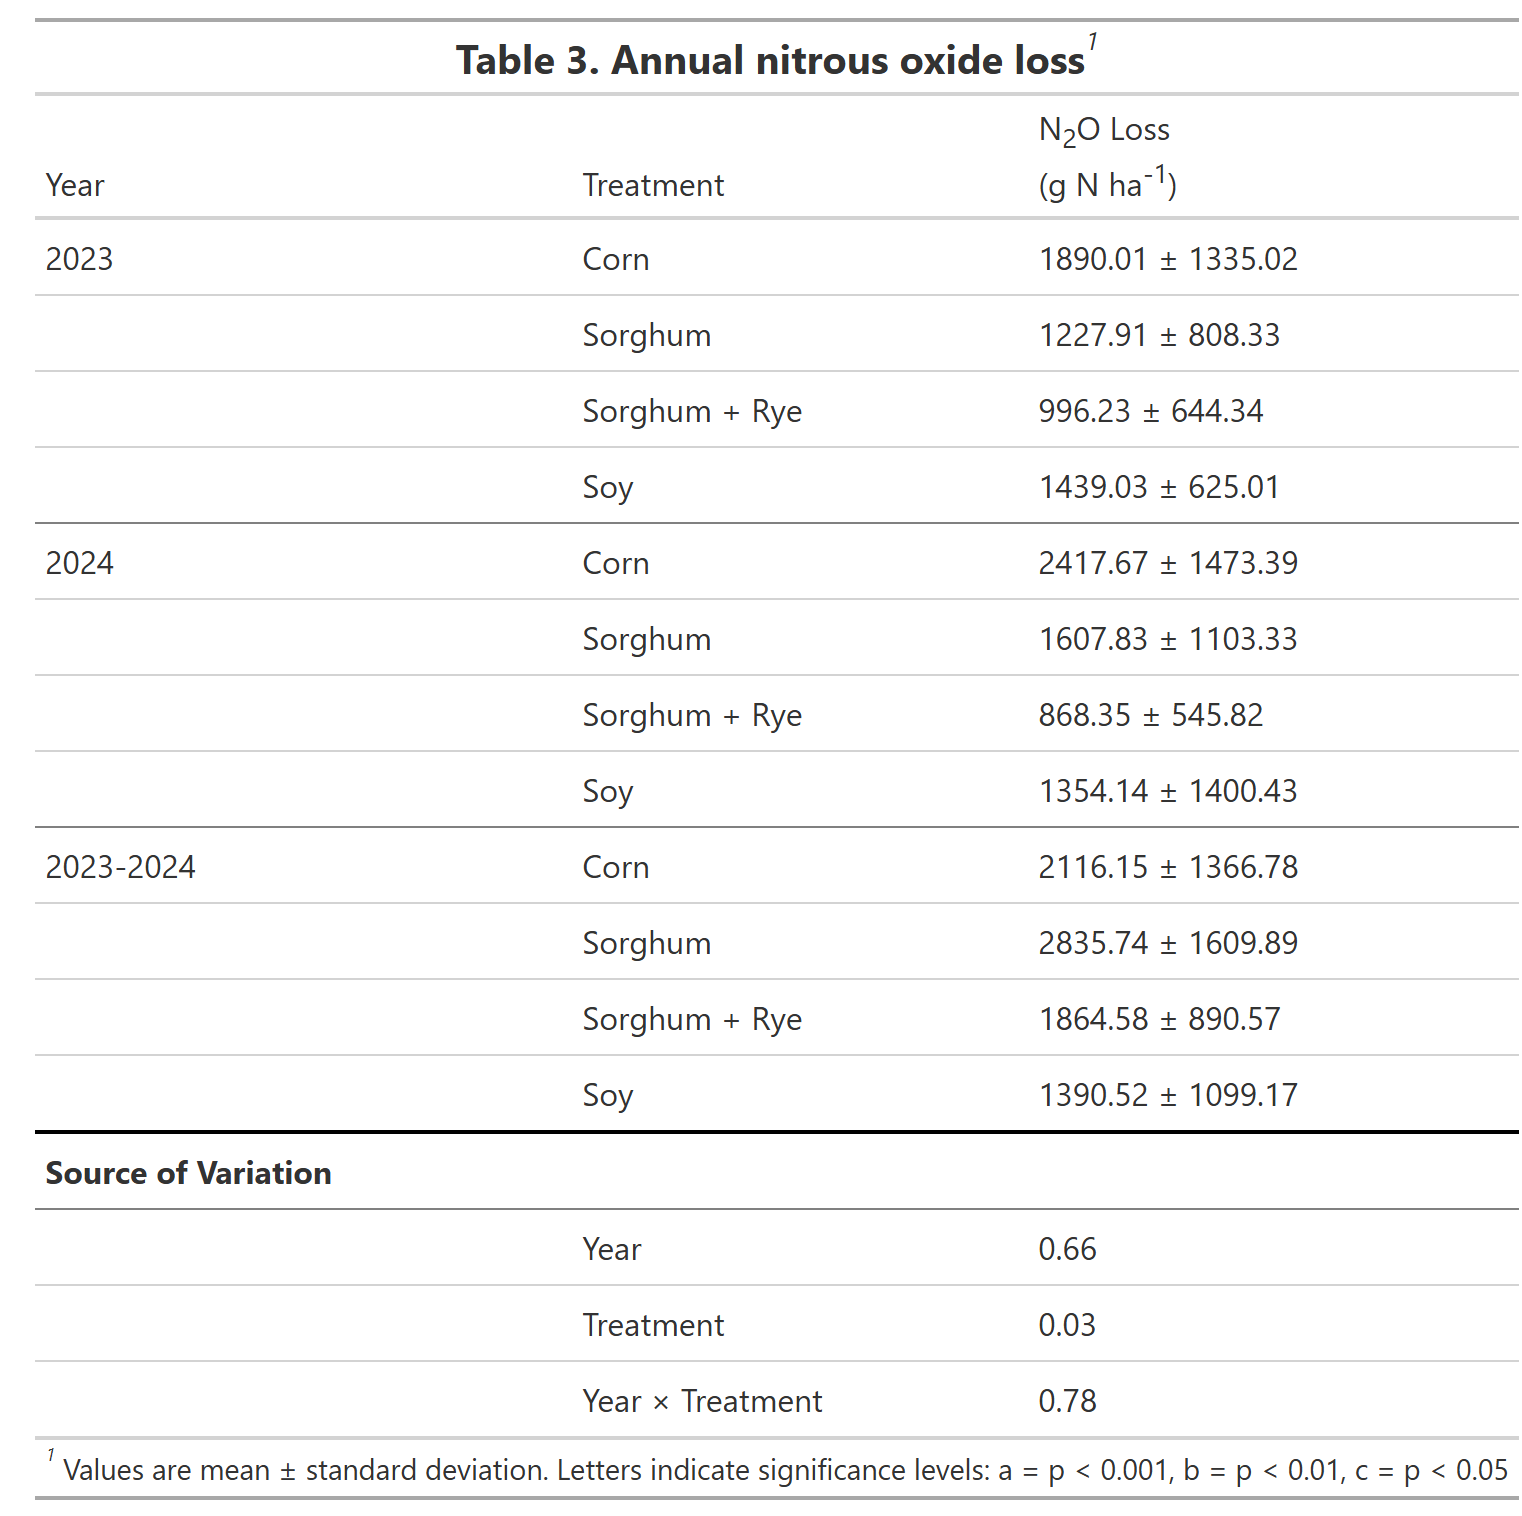 Table 3. Annual nitrous oxide loss¹
N₂O Loss
Year Treatment (g N ha⁻¹)
2023 Corn 1890.01 ± 1335.02
Sorghum 1227.91 ± 808.33
Sorghum + Rye 996.23 ± 644.34
Soy 1439.03 ± 625.01
2024 Corn 2417.67 ± 1473.39
Sorghum 1607.83 ± 1103.33
Sorghum + Rye 868.35 ± 545.82
Soy 1354.14 ± 1400.43
2023-2024 Corn 2116.15 ± 1366.78
Sorghum 2835.74 ± 1609.89
Sorghum + Rye 1864.58 ± 890.57
Soy 1390.52 ± 1099.17
Source of Variation
Year 0.66
Treatment 0.03
Year × Treatment 0.78
¹ Values are mean ± standard deviation. Letters indicate significance levels: a = p < 0.001, b = p < 0.01, c = p < 0.05